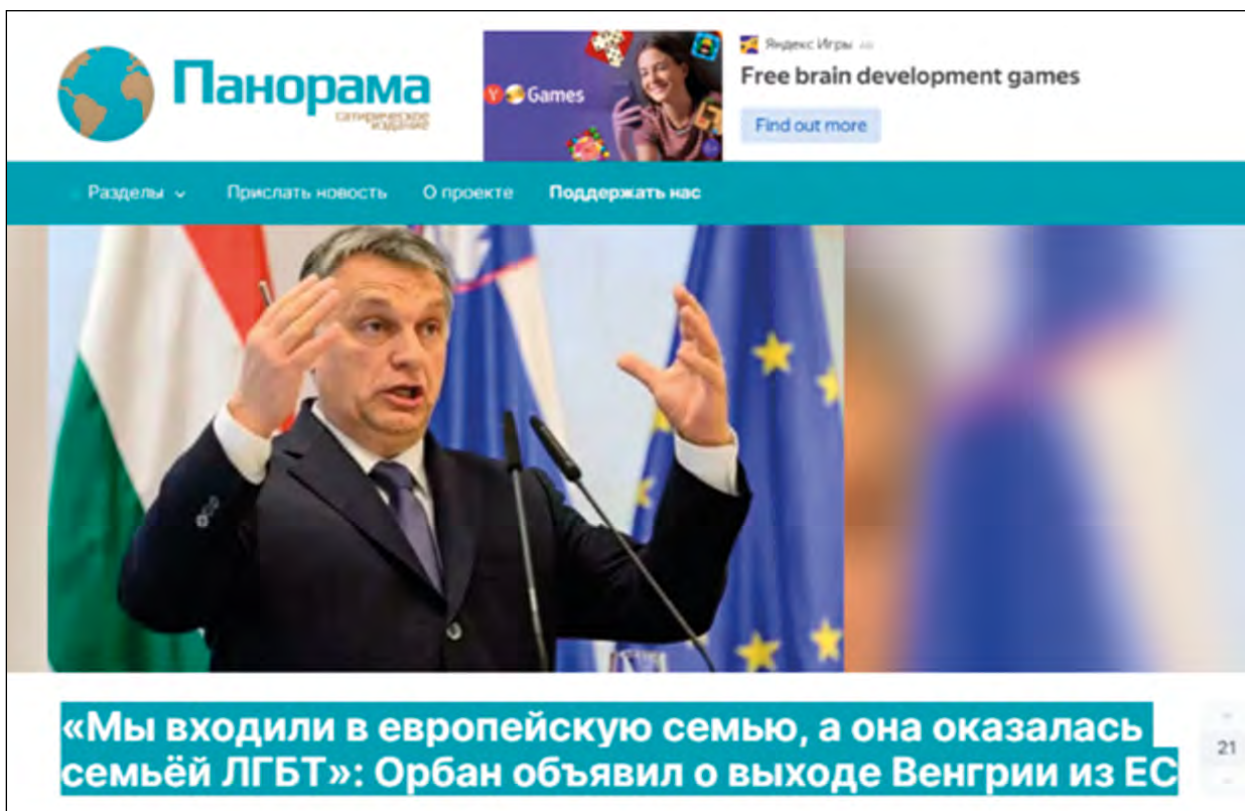 Панорама
сатирическое
издание
Games
Яндекс Игры
Free brain development games
Find out more
Разделы
Прислать новость
О проекте
Поддержать нас
«Мы входили в европейскую семью, а она оказалась
семьёй ЛГБТ»: Орбан объявил о выходе Венгрии из ЕС
21